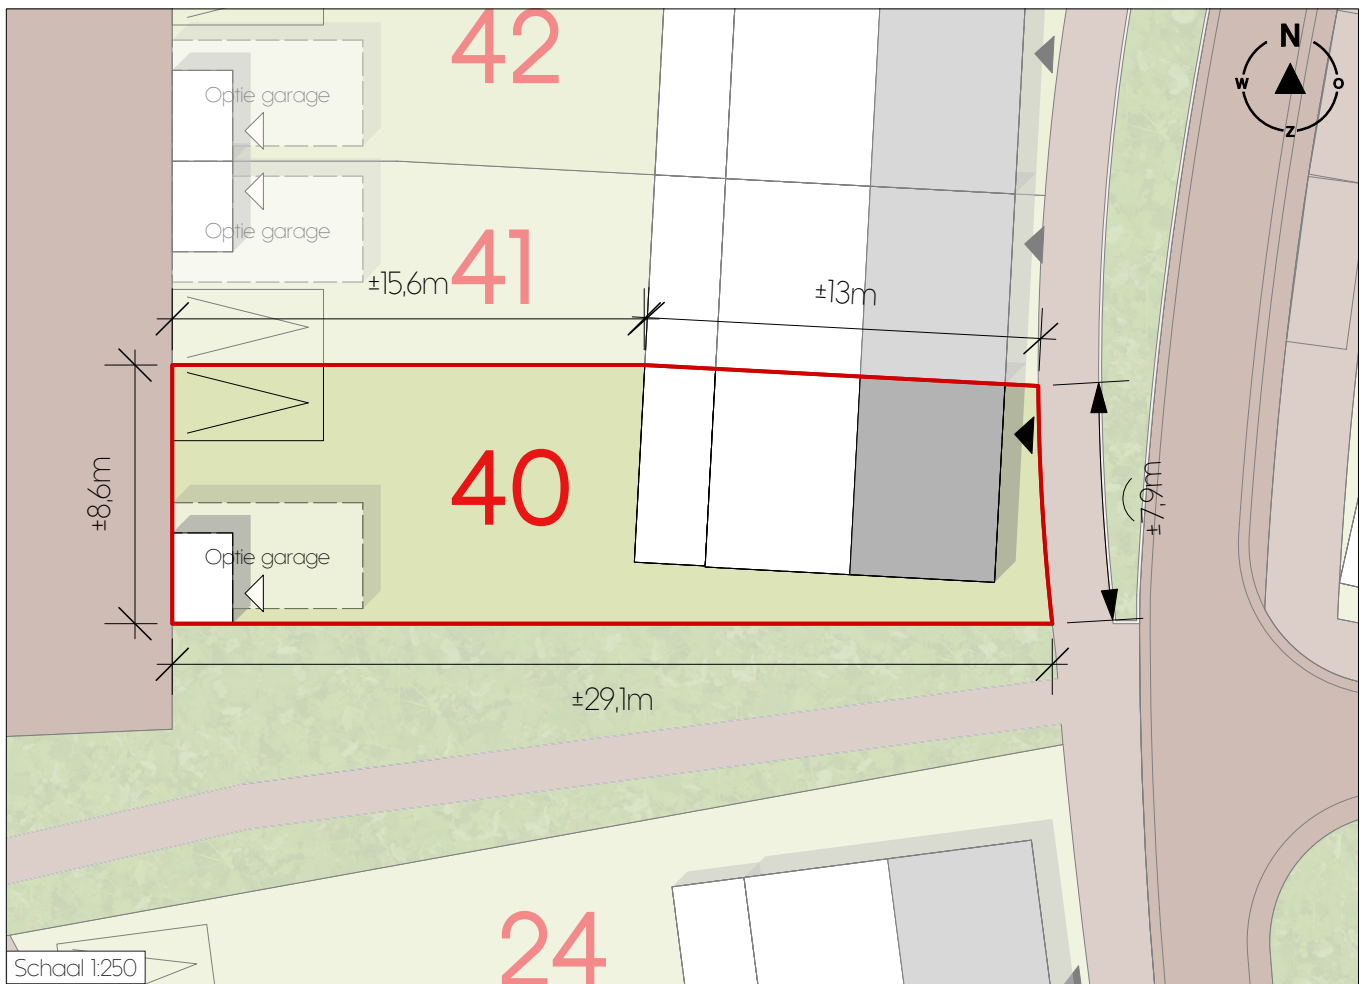 42
N
W
O
Z
Optie garage
Optie garage
41
±15,6m
±13m
40
±8,6m
±7,9m
Optie garage
±29,1m
24
Schaal 1:250